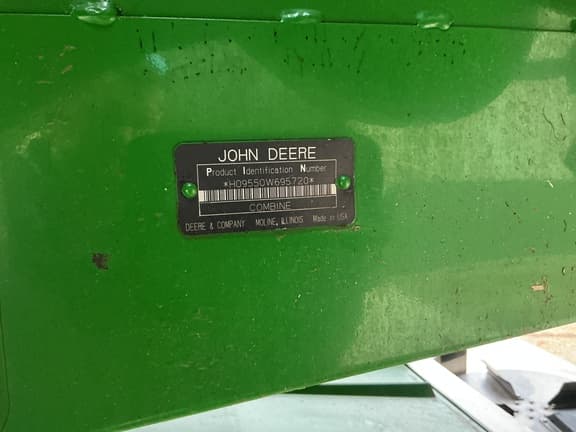 JOHN DEERE
Product Identification Number
*H09550W695720*
COMBINE
DEERE & COMPANY MOLINE, ILLINOIS Made in USA